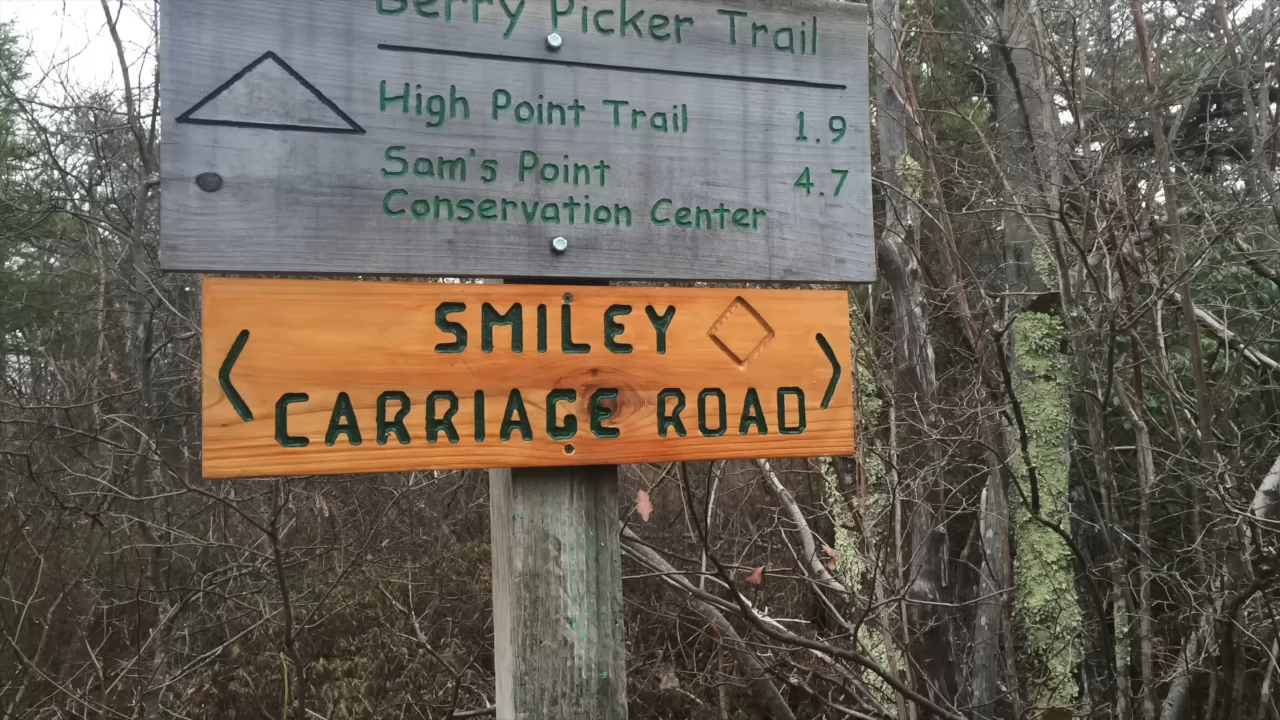 Berry Picker Trail
High Point Trail 1.9
Sam's Point 4.7
Conservation Center
SMILEY
CARRIAGE ROAD